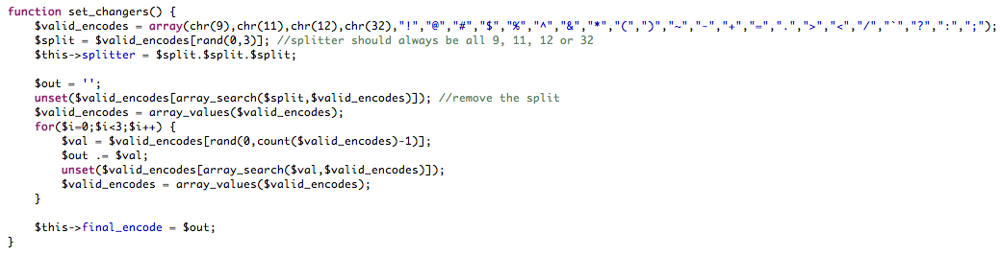 function set_changers() {
    $valid_encodes = array(chr(9),chr(11),chr(12),chr(32),"!","@","#","$","%","^","&","*","(",")","~","-","+","=",".",">","<","/","`","?",":",";");
    $split = $valid_encodes[rand(0,3)]; //splitter should always be all 9, 11, 12 or 32
    $this->splitter = $split.$split.$split;

    $out = '';
    unset($valid_encodes[array_search($split,$valid_encodes)]); //remove the split
    $valid_encodes = array_values($valid_encodes);
    for($i=0;$i<3;$i++) {
        $val = $valid_encodes[rand(0,count($valid_encodes)-1)];
        $out .= $val;
        unset($valid_encodes[array_search($val,$valid_encodes)]);
        $valid_encodes = array_values($valid_encodes);
    }

    $this->final_encode = $out;
}